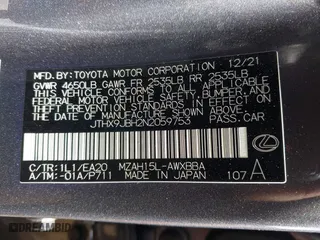 MFD.BY:TOYOTA MOTOR CORPORATION 12/21
GVWR 4650LB GAWR FR 2535LB RR 2535LB
THIS VEHICLE CONFORMS TO ALL APPLICABLE
FEDERAL MOTOR VEHICLE SAFETY, BUMPER, AND
THEFT PREVENTION STANDARDS IN EFFECT ON
THE DATE OF MANUFACTURE SHOWN ABOVE.
JTHX9JBH2N2059753 PASS.CAR
C/TR:1L1/EA20 MZAH15L-AWXBBA
A/TM:-01A/P711 MADE IN JAPAN 107 A